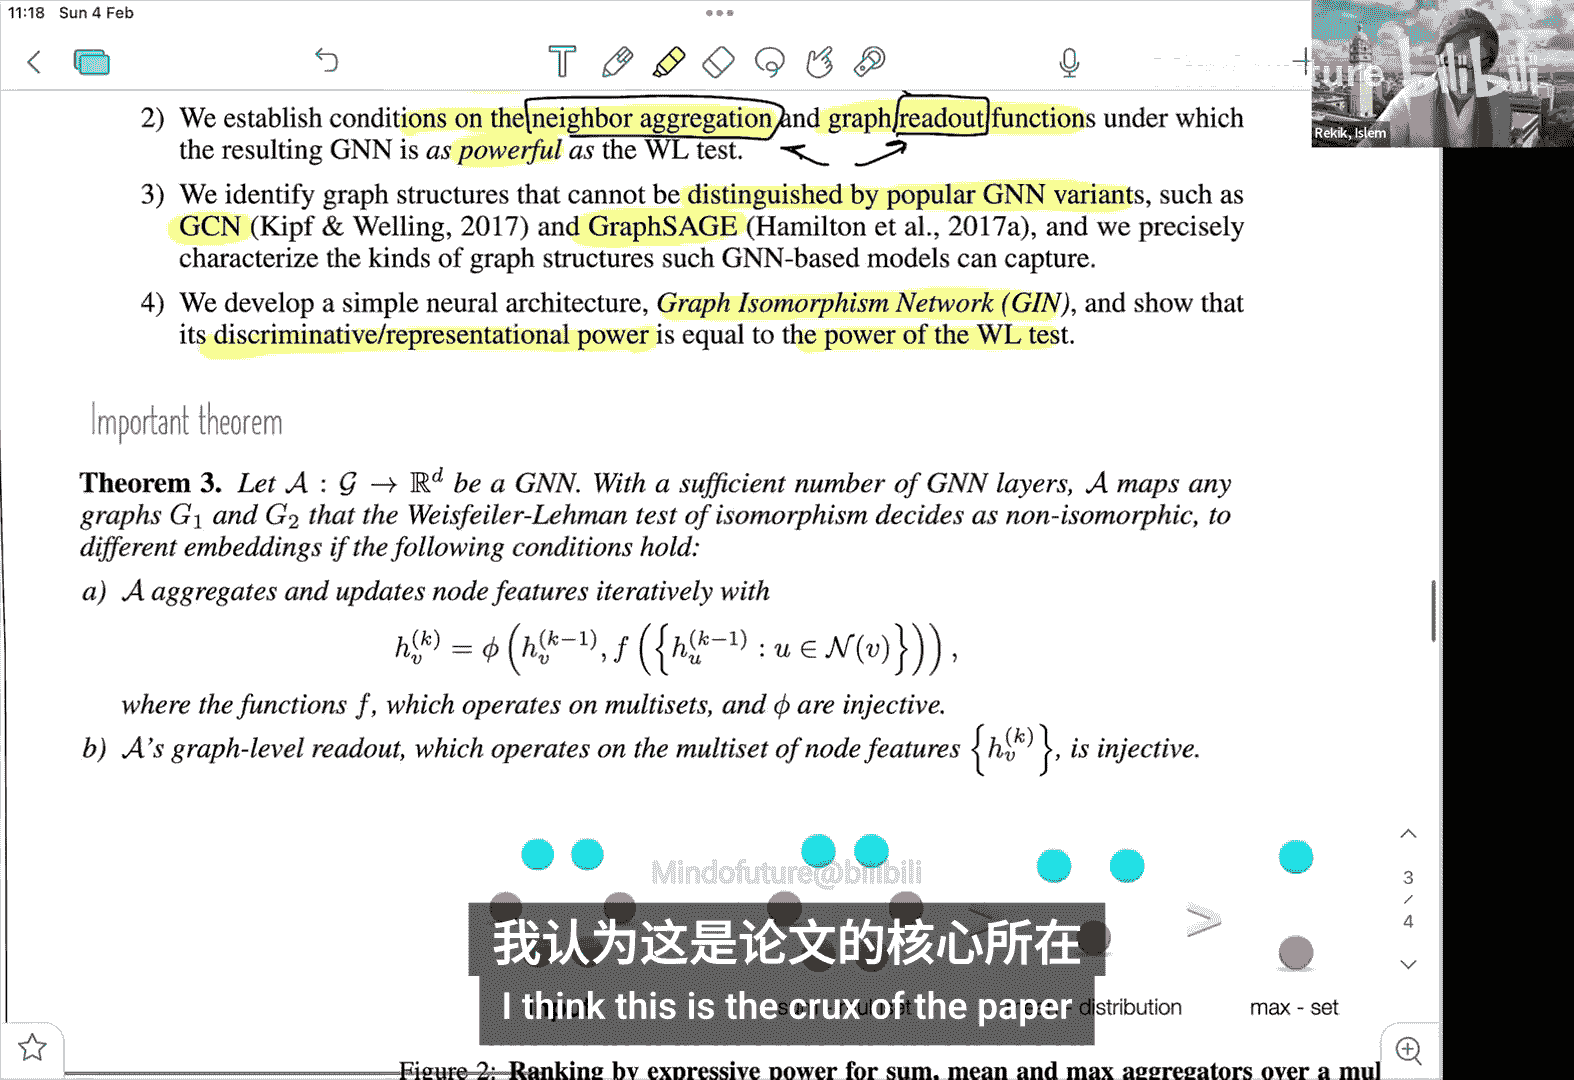 11:18 Sun 4 Feb
ture bilibili
Rekik, Islem
2) We establish conditions on the neighbor aggregation and graph readout functions under which
the resulting GNN is as powerful as the WL test.
3) We identify graph structures that cannot be distinguished by popular GNN variants, such as
GCN (Kipf & Welling, 2017) and GraphSAGE (Hamilton et al., 2017a), and we precisely
characterize the kinds of graph structures such GNN-based models can capture.
4) We develop a simple neural architecture, Graph Isomorphism Network (GIN), and show that
its discriminative/representational power is equal to the power of the WL test.
Important theorem
Theorem 3. Let 𝒜 : 𝒢 → ℝ^d be a GNN. With a sufficient number of GNN layers, 𝒜 maps any
graphs G₁ and G₂ that the Weisfeiler-Lehman test of isomorphism decides as non-isomorphic, to
different embeddings if the following conditions hold:
a) 𝒜 aggregates and updates node features iteratively with
h_v^(k) = ϕ ( h_v^(k−1), f ( { h_u^(k−1) : u ∈ 𝒩(v) } ) ) ,
where the functions f, which operates on multisets, and ϕ are injective.
b) 𝒜's graph-level readout, which operates on the multiset of node features { h_v^(k) }, is injective.
Mindofuture@bilibili
3
/
4
我认为这是论文的核心所在
I think this is the crux of the paper
distribution
max - set
Figure 2: Ranking by expressive power for sum, mean and max aggregators over a mul